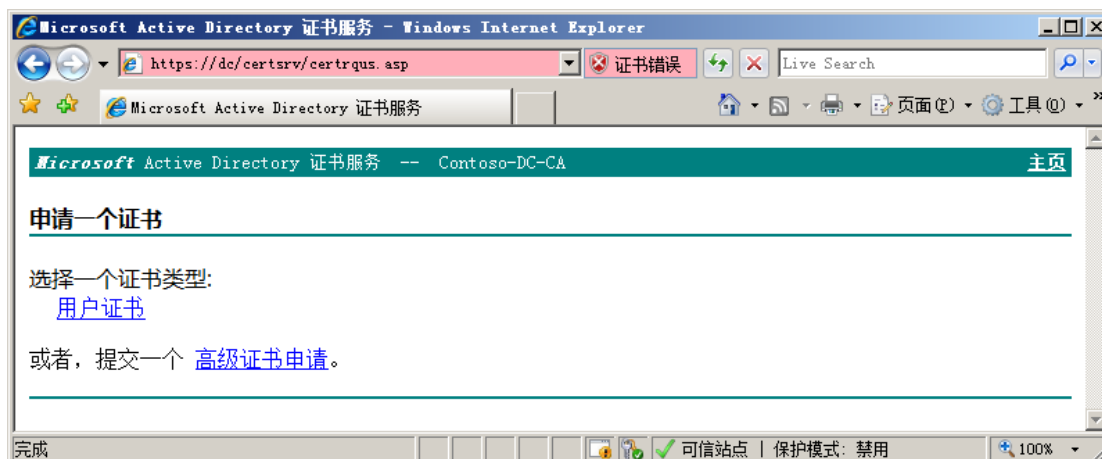 Microsoft Active Directory 证书服务 - Windows Internet Explorer
https://dc/certsrv/certrqus.asp 证书错误 Live Search
Microsoft Active Directory 证书服务 页面(P) 工具(O) »
Microsoft Active Directory 证书服务 -- Contoso-DC-CA 主页
申请一个证书
选择一个证书类型:
用户证书
或者，提交一个 高级证书申请。
完成 可信站点 | 保护模式: 禁用 100%